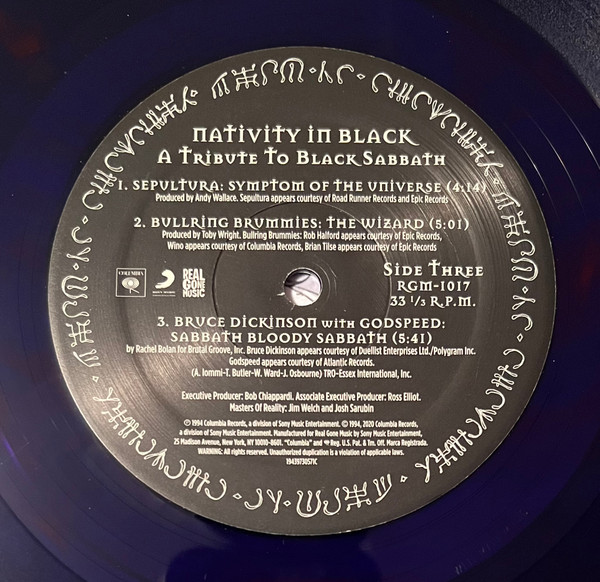 NATIVITY IN BLACK
A TRIBUTE TO BLACK SABBATH
1. SEPULTURA: SYMPTOM OF THE UNIVERSE (4:14)
Produced by Andy Wallace. Sepultura appears courtesy of Road Runner Records and Epic Records
2. BULLRING BRUMMIES: THE WIZARD (5:01)
Produced by Toby Wright. Bullring Brummies: Rob Halford appears courtesy of Epic Records,
Wino appears courtesy of Columbia Records, Brian Tilse appears courtesy of Epic Records
COLUMBIA
SONY MUSIC
REAL
GONE
MUSIC
SIDE THREE
RGM-1017
33 1/3 R.P.M.
3. BRUCE DICKINSON WITH GODSPEED:
SABBATH BLOODY SABBATH (5:41)
by Rachel Bolan for Brutal Groove, Inc. Bruce Dickinson appears courtesy of Duellist Enterprises Ltd./Polygram Inc.
Godspeed appears courtesy of Atlantic Records.
(A. Iommi-T. Butler-W. Ward-J. Osbourne) TRO-Essex International, Inc.
Executive Producer: Bob Chiappardi. Associate Executive Producer: Ross Elliot.
Masters Of Reality: Jim Welch and Josh Sarubin
℗ 1994 Columbia Records, a division of Sony Music Entertainment. © 1994, 2020 Columbia Records,
a division of Sony Music Entertainment. Manufactured for Real Gone Music by Sony Music Entertainment,
25 Madison Avenue, New York, NY 10010-8601. "Columbia" and Reg. U.S. Pat. & Tm. Off. Marca Registrada.
WARNING: All rights reserved. Unauthorized duplication is a violation of applicable laws.
19439730571C